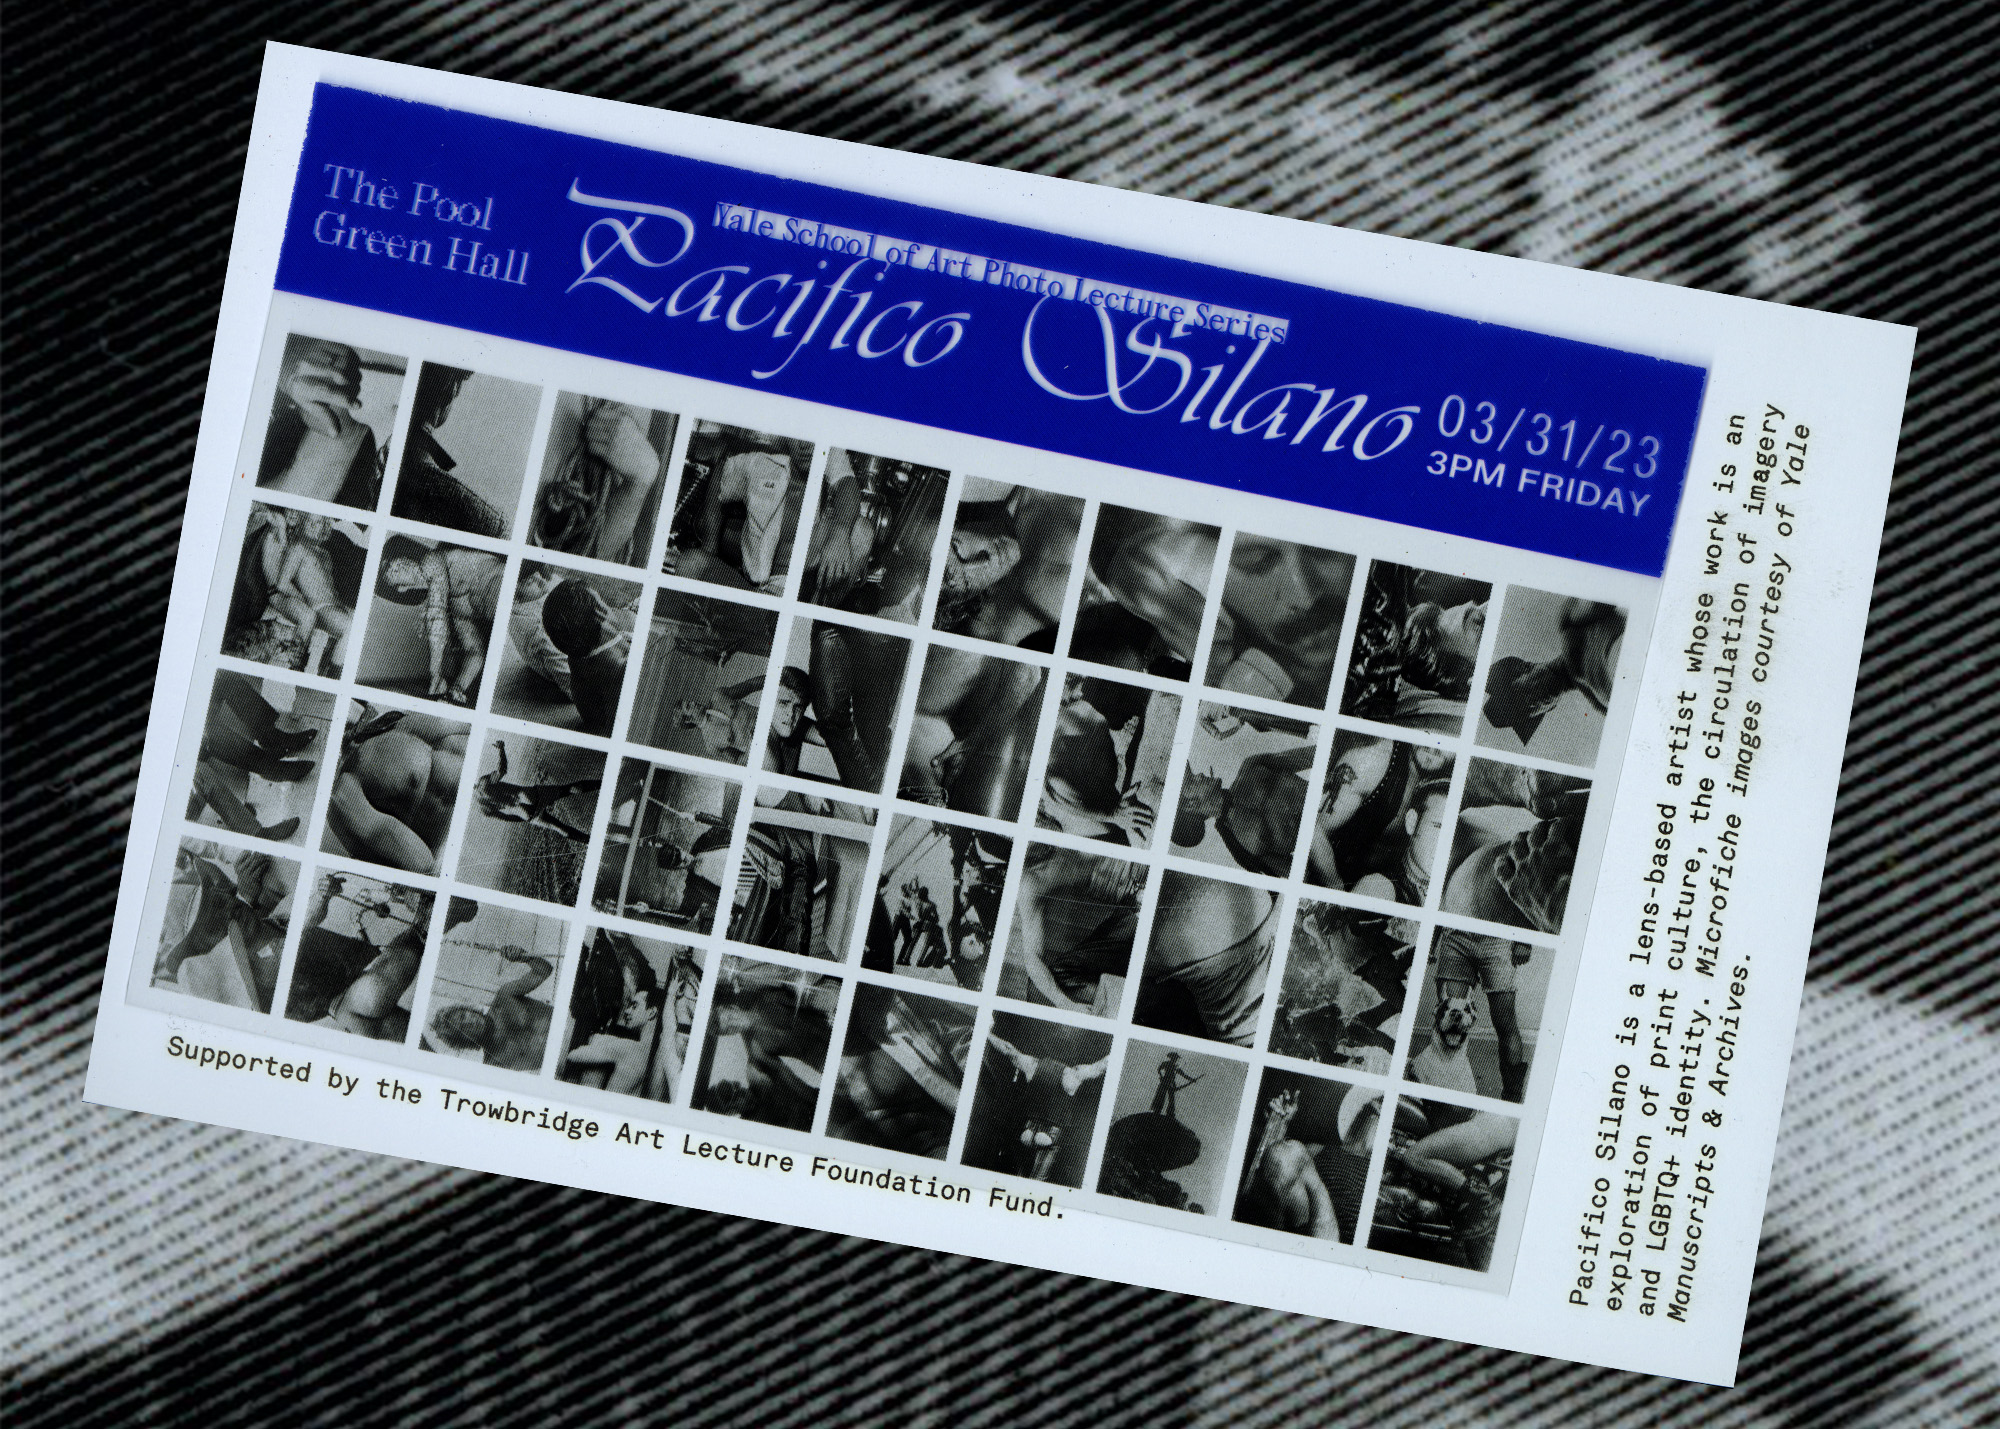 The Pool
Green Hall
Yale School of Art Photo Lecture Series
Pacifico Silano
03/31/23
3PM FRIDAY
Pacifico Silano is a lens-based artist whose work is an
exploration of print culture, the circulation of imagery
and LGBTQ+ identity. Microfiche images courtesy of Yale
Manuscripts & Archives.
Supported by the Trowbridge Art Lecture Foundation Fund.